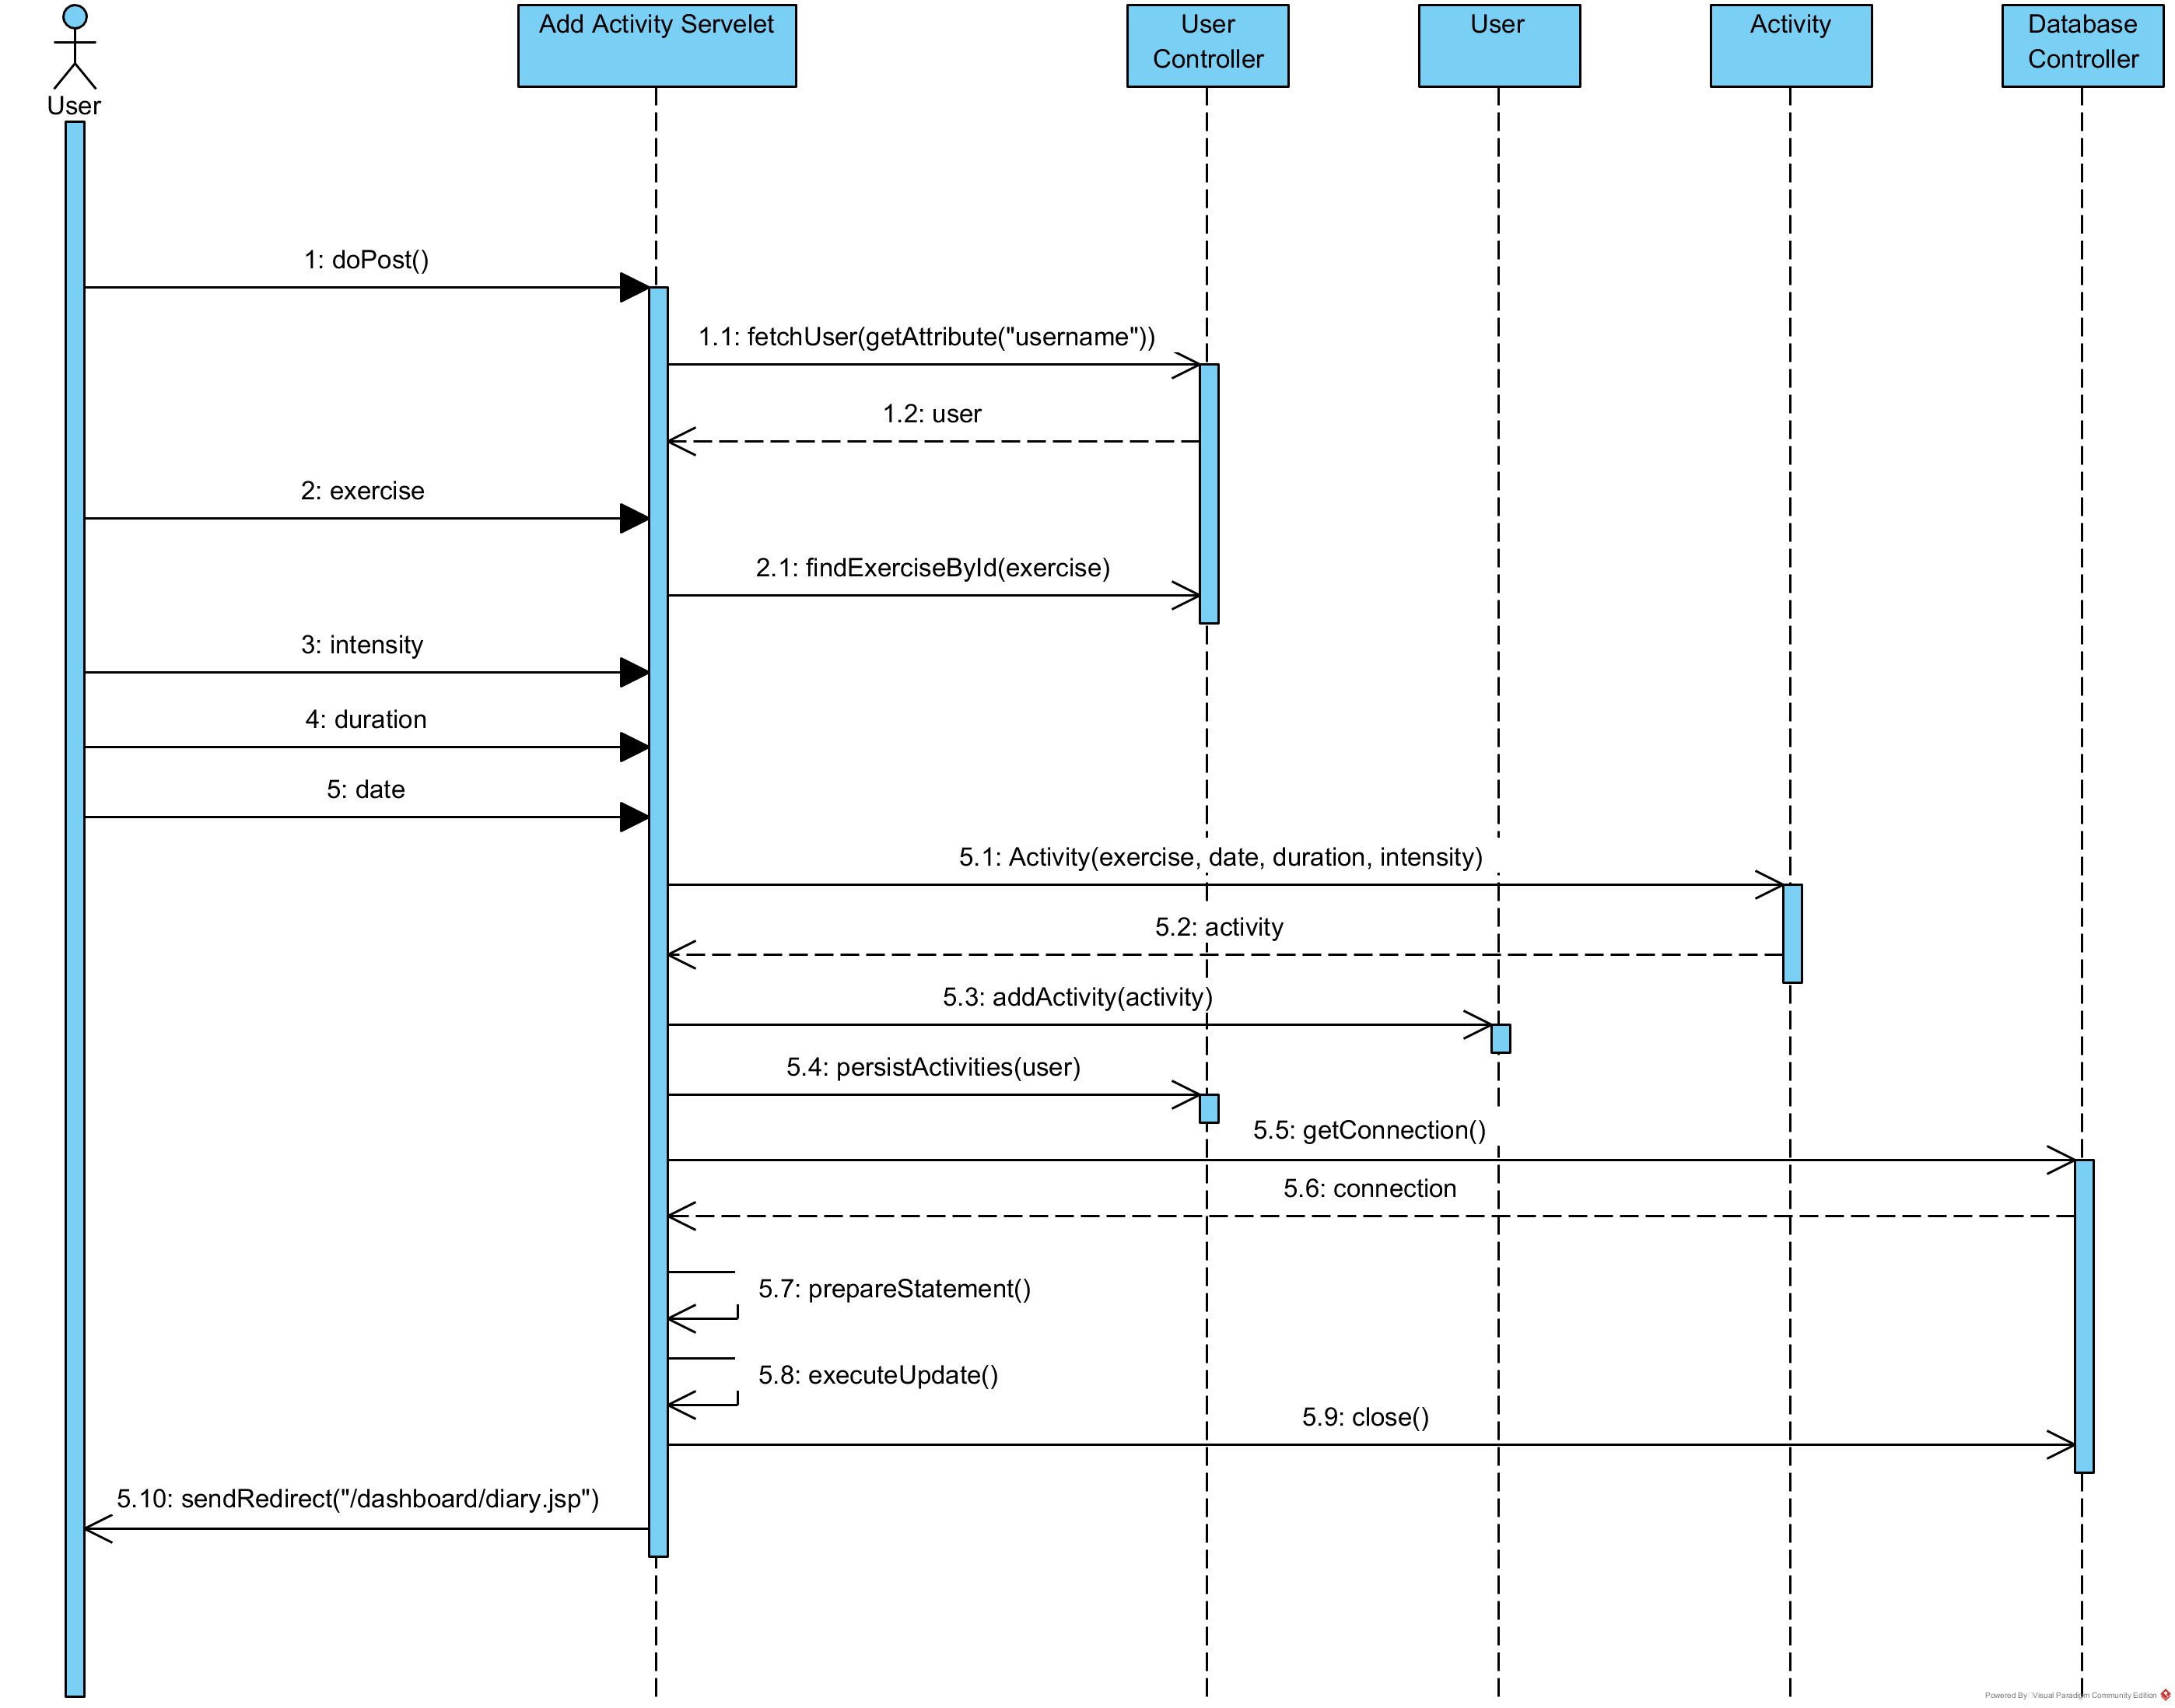 Add Activity Servelet
User
Controller
User
Activity
Database
Controller
User
1: doPost()
1.1: fetchUser(getAttribute("username"))
1.2: user
2: exercise
2.1: findExerciseById(exercise)
3: intensity
4: duration
5: date
5.1: Activity(exercise, date, duration, intensity)
5.2: activity
5.3: addActivity(activity)
5.4: persistActivities(user)
5.5: getConnection()
5.6: connection
5.7: prepareStatement()
5.8: executeUpdate()
5.9: close()
5.10: sendRedirect("/dashboard/diary.jsp")
Powered By Visual Paradigm Community Edition